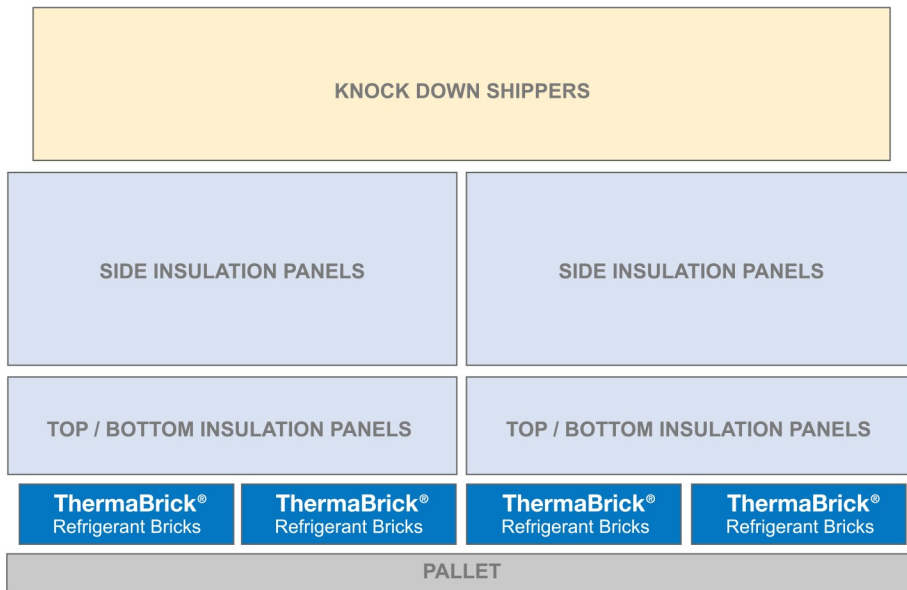 KNOCK DOWN SHIPPERS
SIDE INSULATION PANELS
SIDE INSULATION PANELS
TOP / BOTTOM INSULATION PANELS
TOP / BOTTOM INSULATION PANELS
ThermaBrick®
Refrigerant Bricks
ThermaBrick®
Refrigerant Bricks
ThermaBrick®
Refrigerant Bricks
ThermaBrick®
Refrigerant Bricks
PALLET